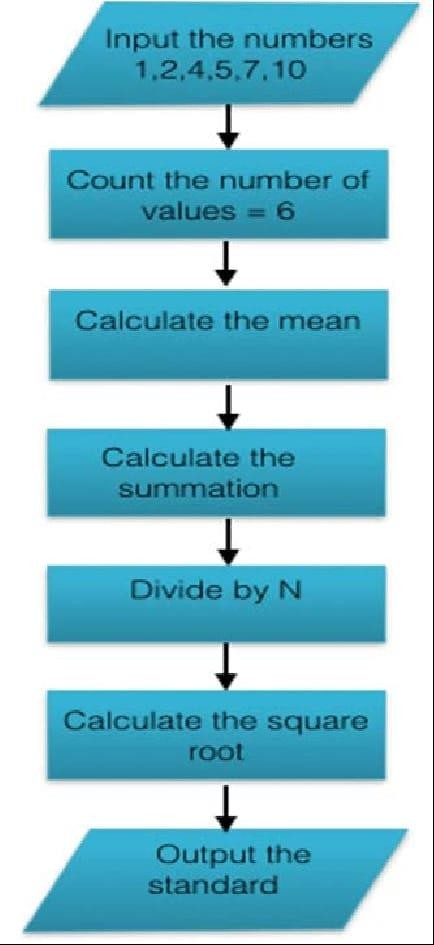 Input the numbers
1,2,4,5,7,10
Count the number of
values = 6
Calculate the mean
Calculate the
summation
Divide by N
Calculate the square
root
Output the
standard